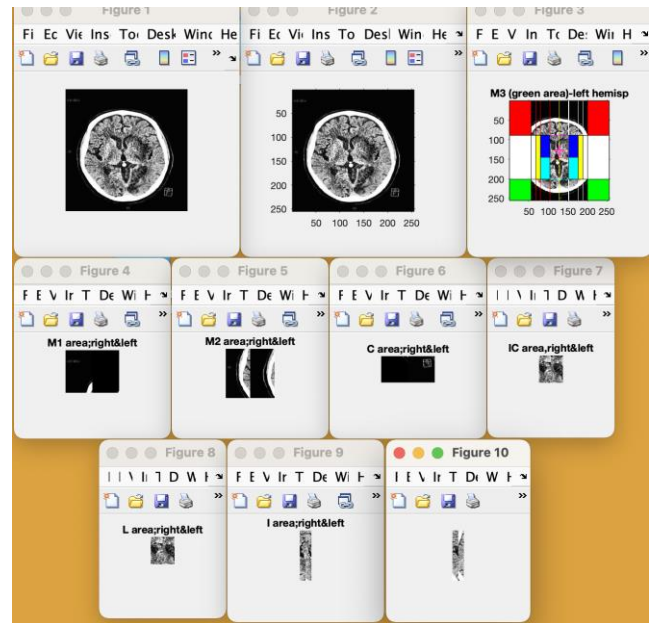 Figure 1
Fi Ec Vie Ins Too Desk Winc He
Figure 2
Fi Ec Vi Ins To Desl Win He
50
100
150
200
250
50 100 150 200 250
Figure 3
F E V In To De: Wir H
M3 (green area)-left hemisp
50
100
150
200
250
50 100 150 200 250
Figure 4
M1 area;right&left
Figure 5
M2 area;right&left
Figure 6
C area;right&left
Figure 7
IC area,right&left
Figure 8
L area;right&left
Figure 9
I area;right&left
Figure 10